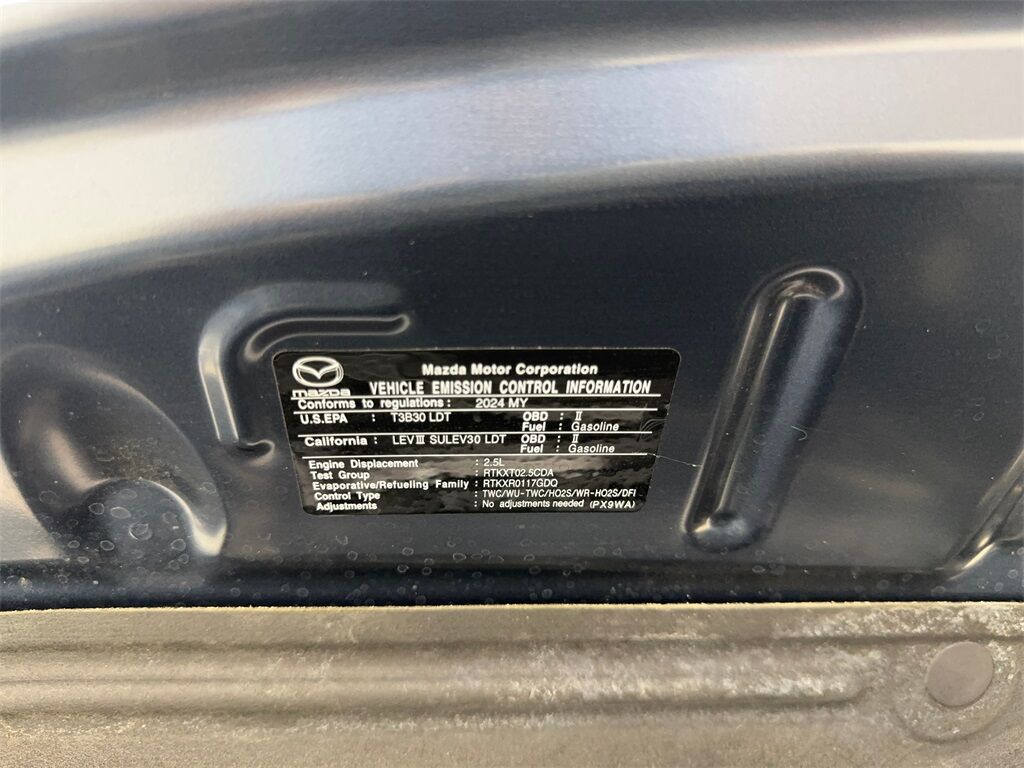 Mazda Motor Corporation
mazda VEHICLE EMISSION CONTROL INFORMATION
Conforms to regulations : 2024 MY
U.S.EPA : T3B30 LDT OBD : II
Fuel : Gasoline
California : LEVIII SULEV30 LDT OBD : II
Fuel : Gasoline
Engine Displacement : 2.5L
Test Group : RTKXT02.5CDA
Evaporative/Refueling Family : RTKXR0117GDQ
Control Type : TWC/WU-TWC/HO2S/WR-HO2S/DFI
Adjustments : No adjustments needed (PX9WA)